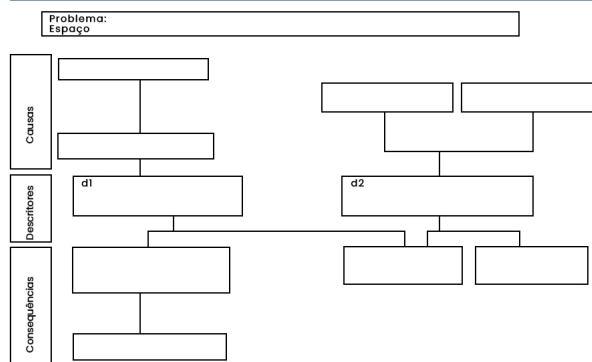 Problema:
Espaço
Causas
d1
d2
Descritores
Consequências